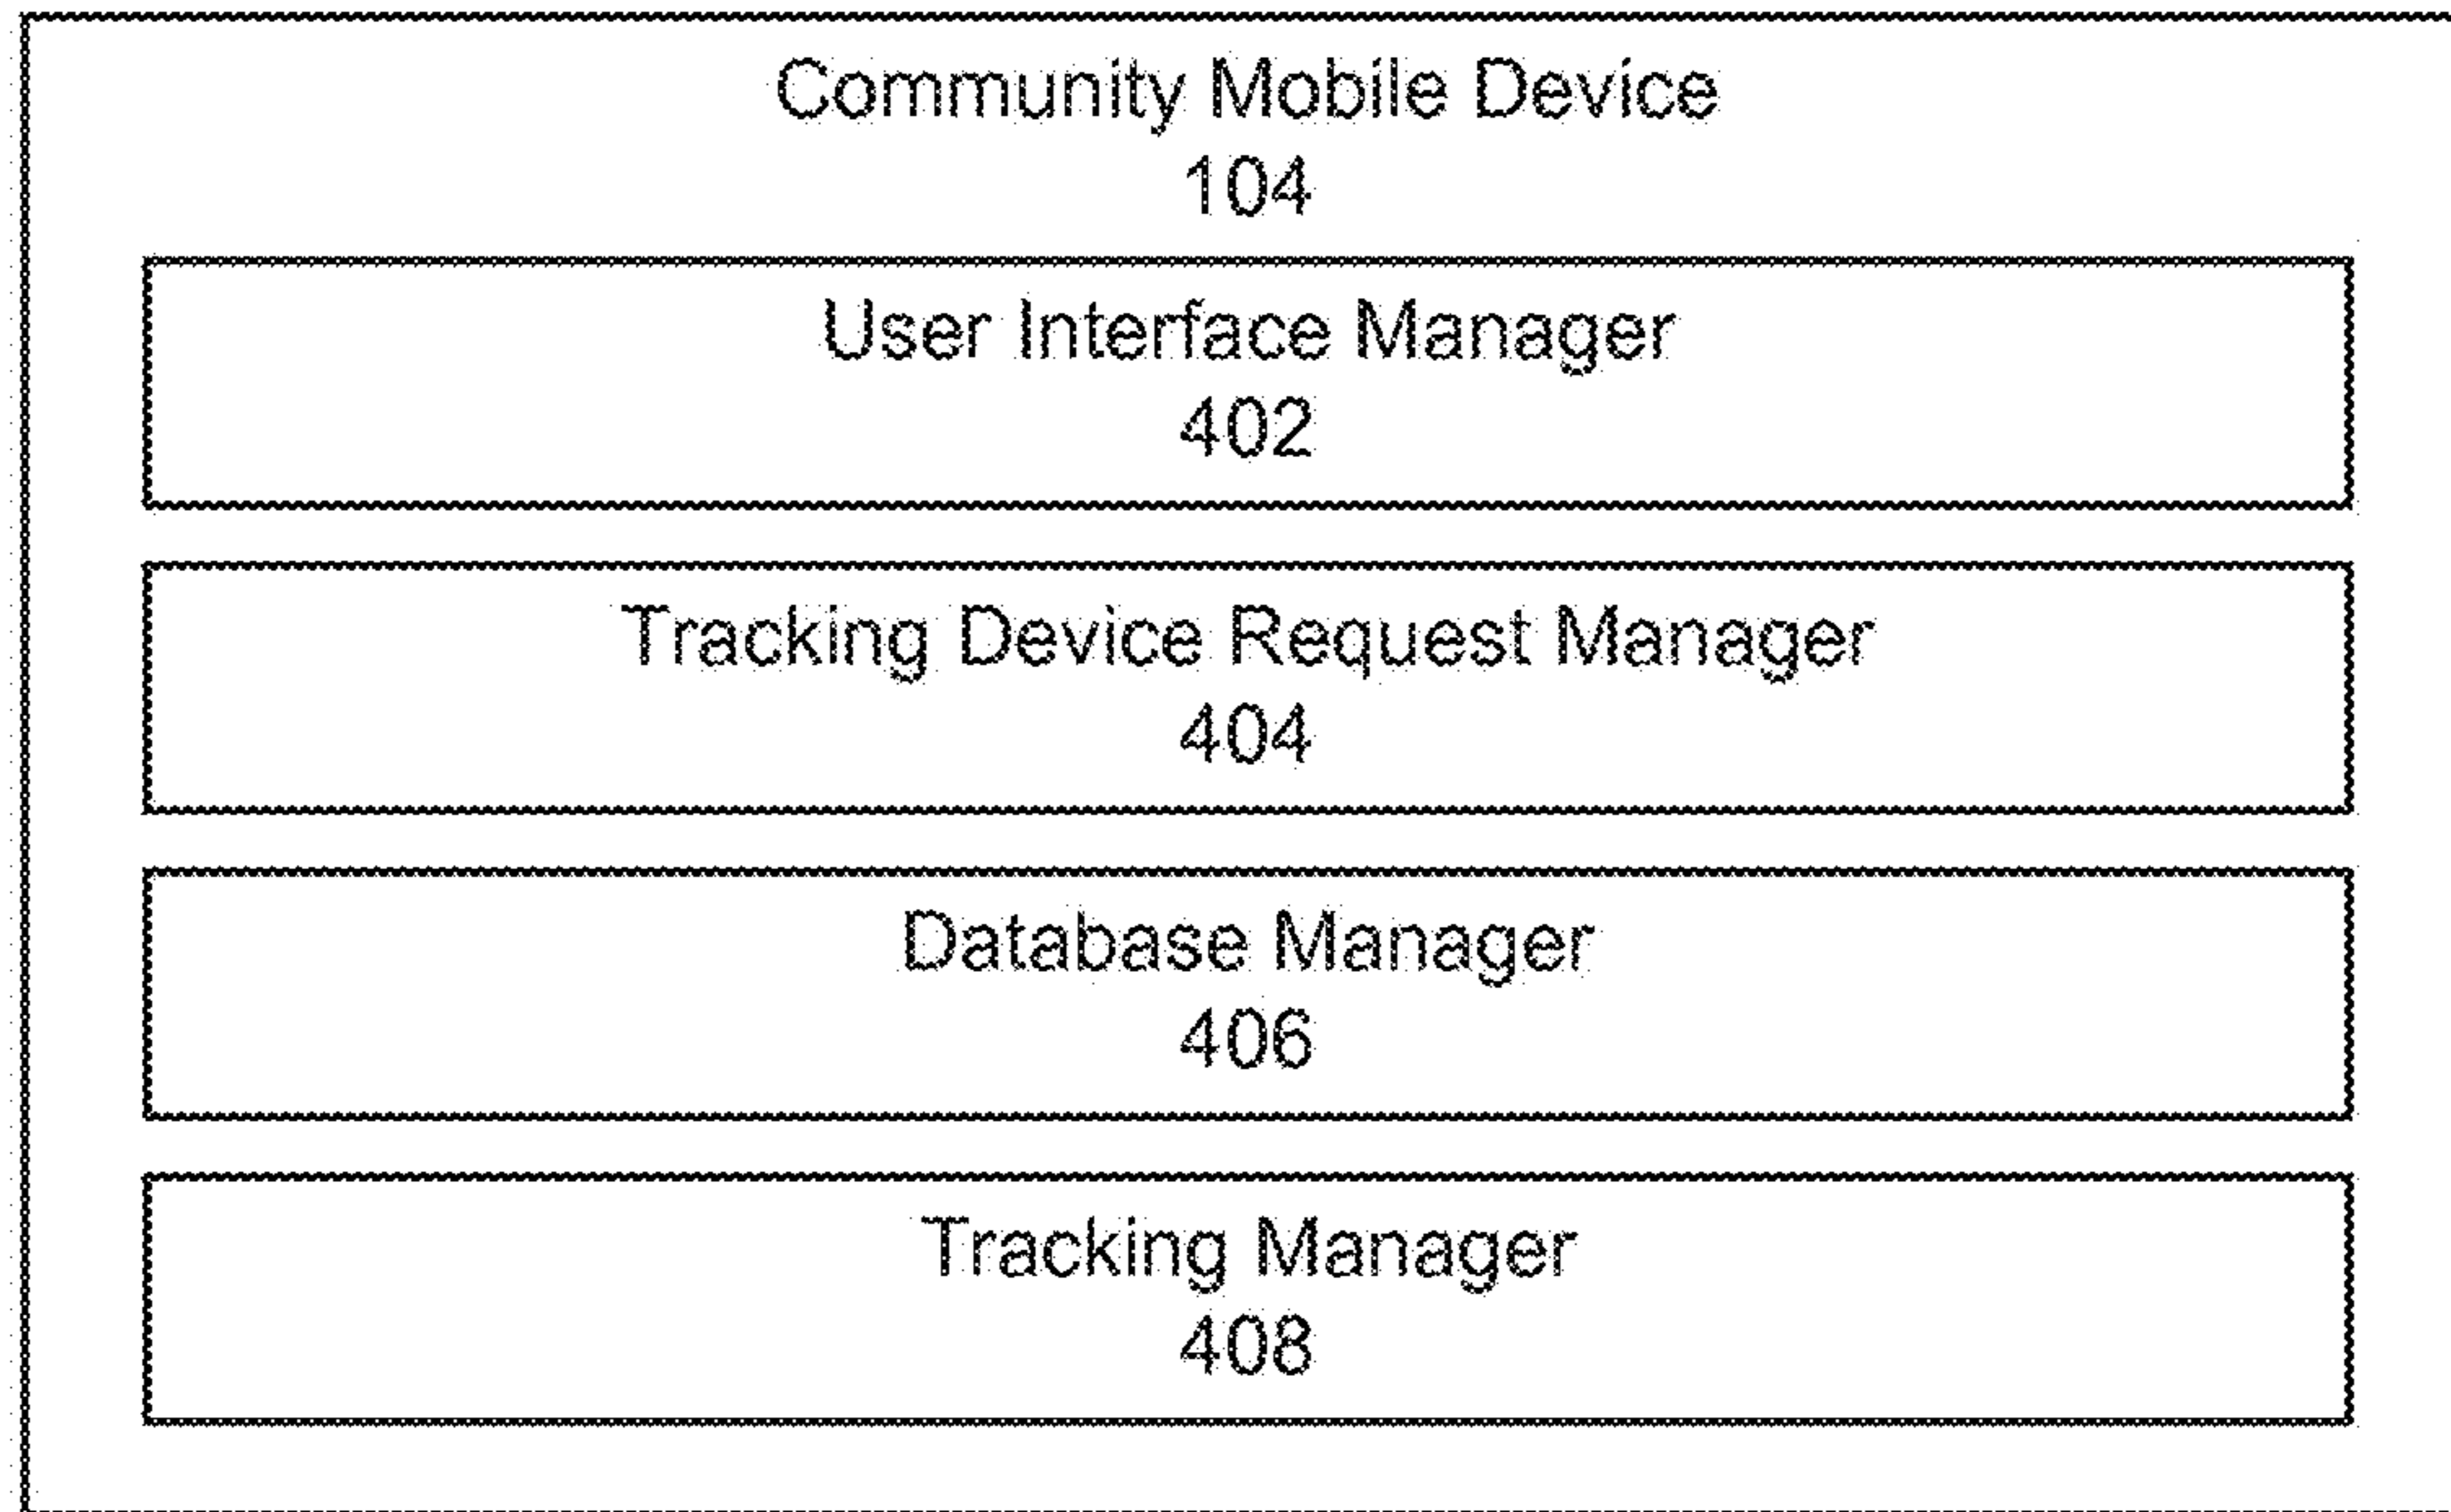 Community Mobile Device
104
User Interface Manager
402
Tracking Device Request Manager
404
Database Manager
406
Tracking Manager
408